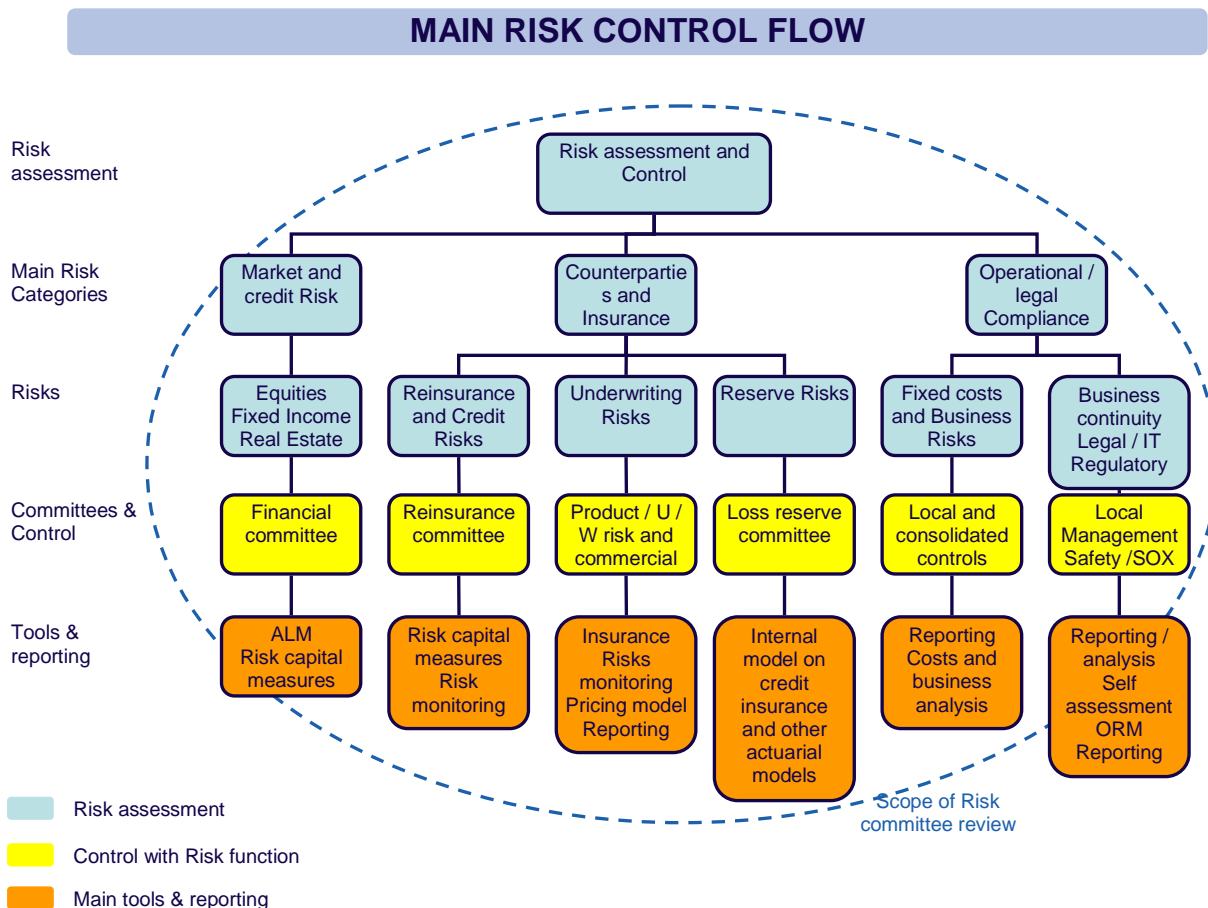 MAIN RISK CONTROL FLOW
Risk
assessment
Risk assessment and
Control
Main Risk
Categories
Market and
credit Risk
Counterpartie
s and
Insurance
Operational /
legal
Compliance
Risks
Equities
Fixed Income
Real Estate
Reinsurance
and Credit
Risks
Underwriting
Risks
Reserve Risks
Fixed costs
and Business
Risks
Business
continuity
Legal / IT
Regulatory
Committees &
Control
Financial
committee
Reinsurance
committee
Product / U /
W risk and
commercial
Loss reserve
committee
Local and
consolidated
controls
Local
Management
Safety /SOX
Tools &
reporting
ALM
Risk capital
measures
Risk capital
measures
Risk
monitoring
Insurance
Risks
monitoring
Pricing model
Reporting
Internal
model on
credit
insurance
and other
actuarial
models
Reporting
Costs and
business
analysis
Reporting /
analysis
Self
assessment
ORM
Reporting
Scope of Risk
committee review
Risk assessment
Control with Risk function
Main tools & reporting